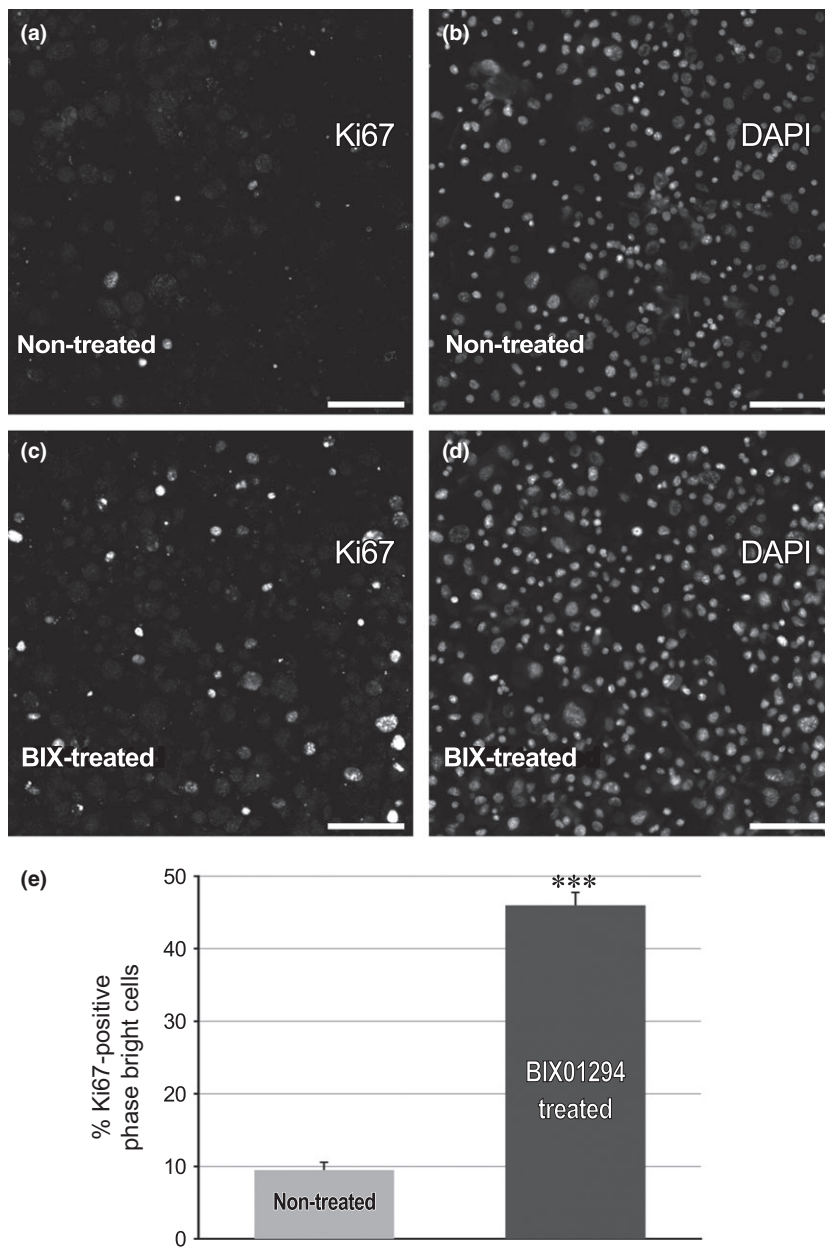 (a)
Ki67
Non-treated
(b)
DAPI
Non-treated
(c)
Ki67
BIX-treated
(d)
DAPI
BIX-treated
(e)
% Ki67-positive
phase bright cells
50
40
30
20
10
0
***
Non-treated
BIX01294
treated